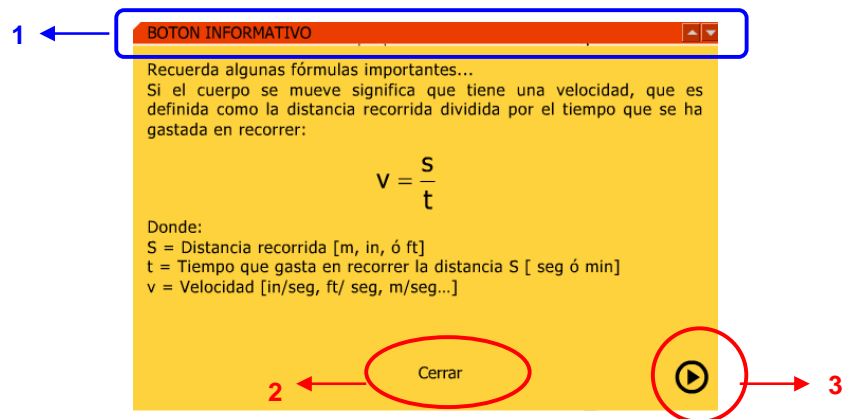 1
BOTON INFORMATIVO
Recuerda algunas fórmulas importantes...
Si el cuerpo se mueve significa que tiene una velocidad, que es
definida como la distancia recorrida dividida por el tiempo que se ha
gastada en recorrer:
v = s/t
Donde:
S = Distancia recorrida [m, in, ó ft]
t = Tiempo que gasta en recorrer la distancia S [ seg ó min]
v = Velocidad [in/seg, ft/ seg, m/seg...]
Cerrar
2
3